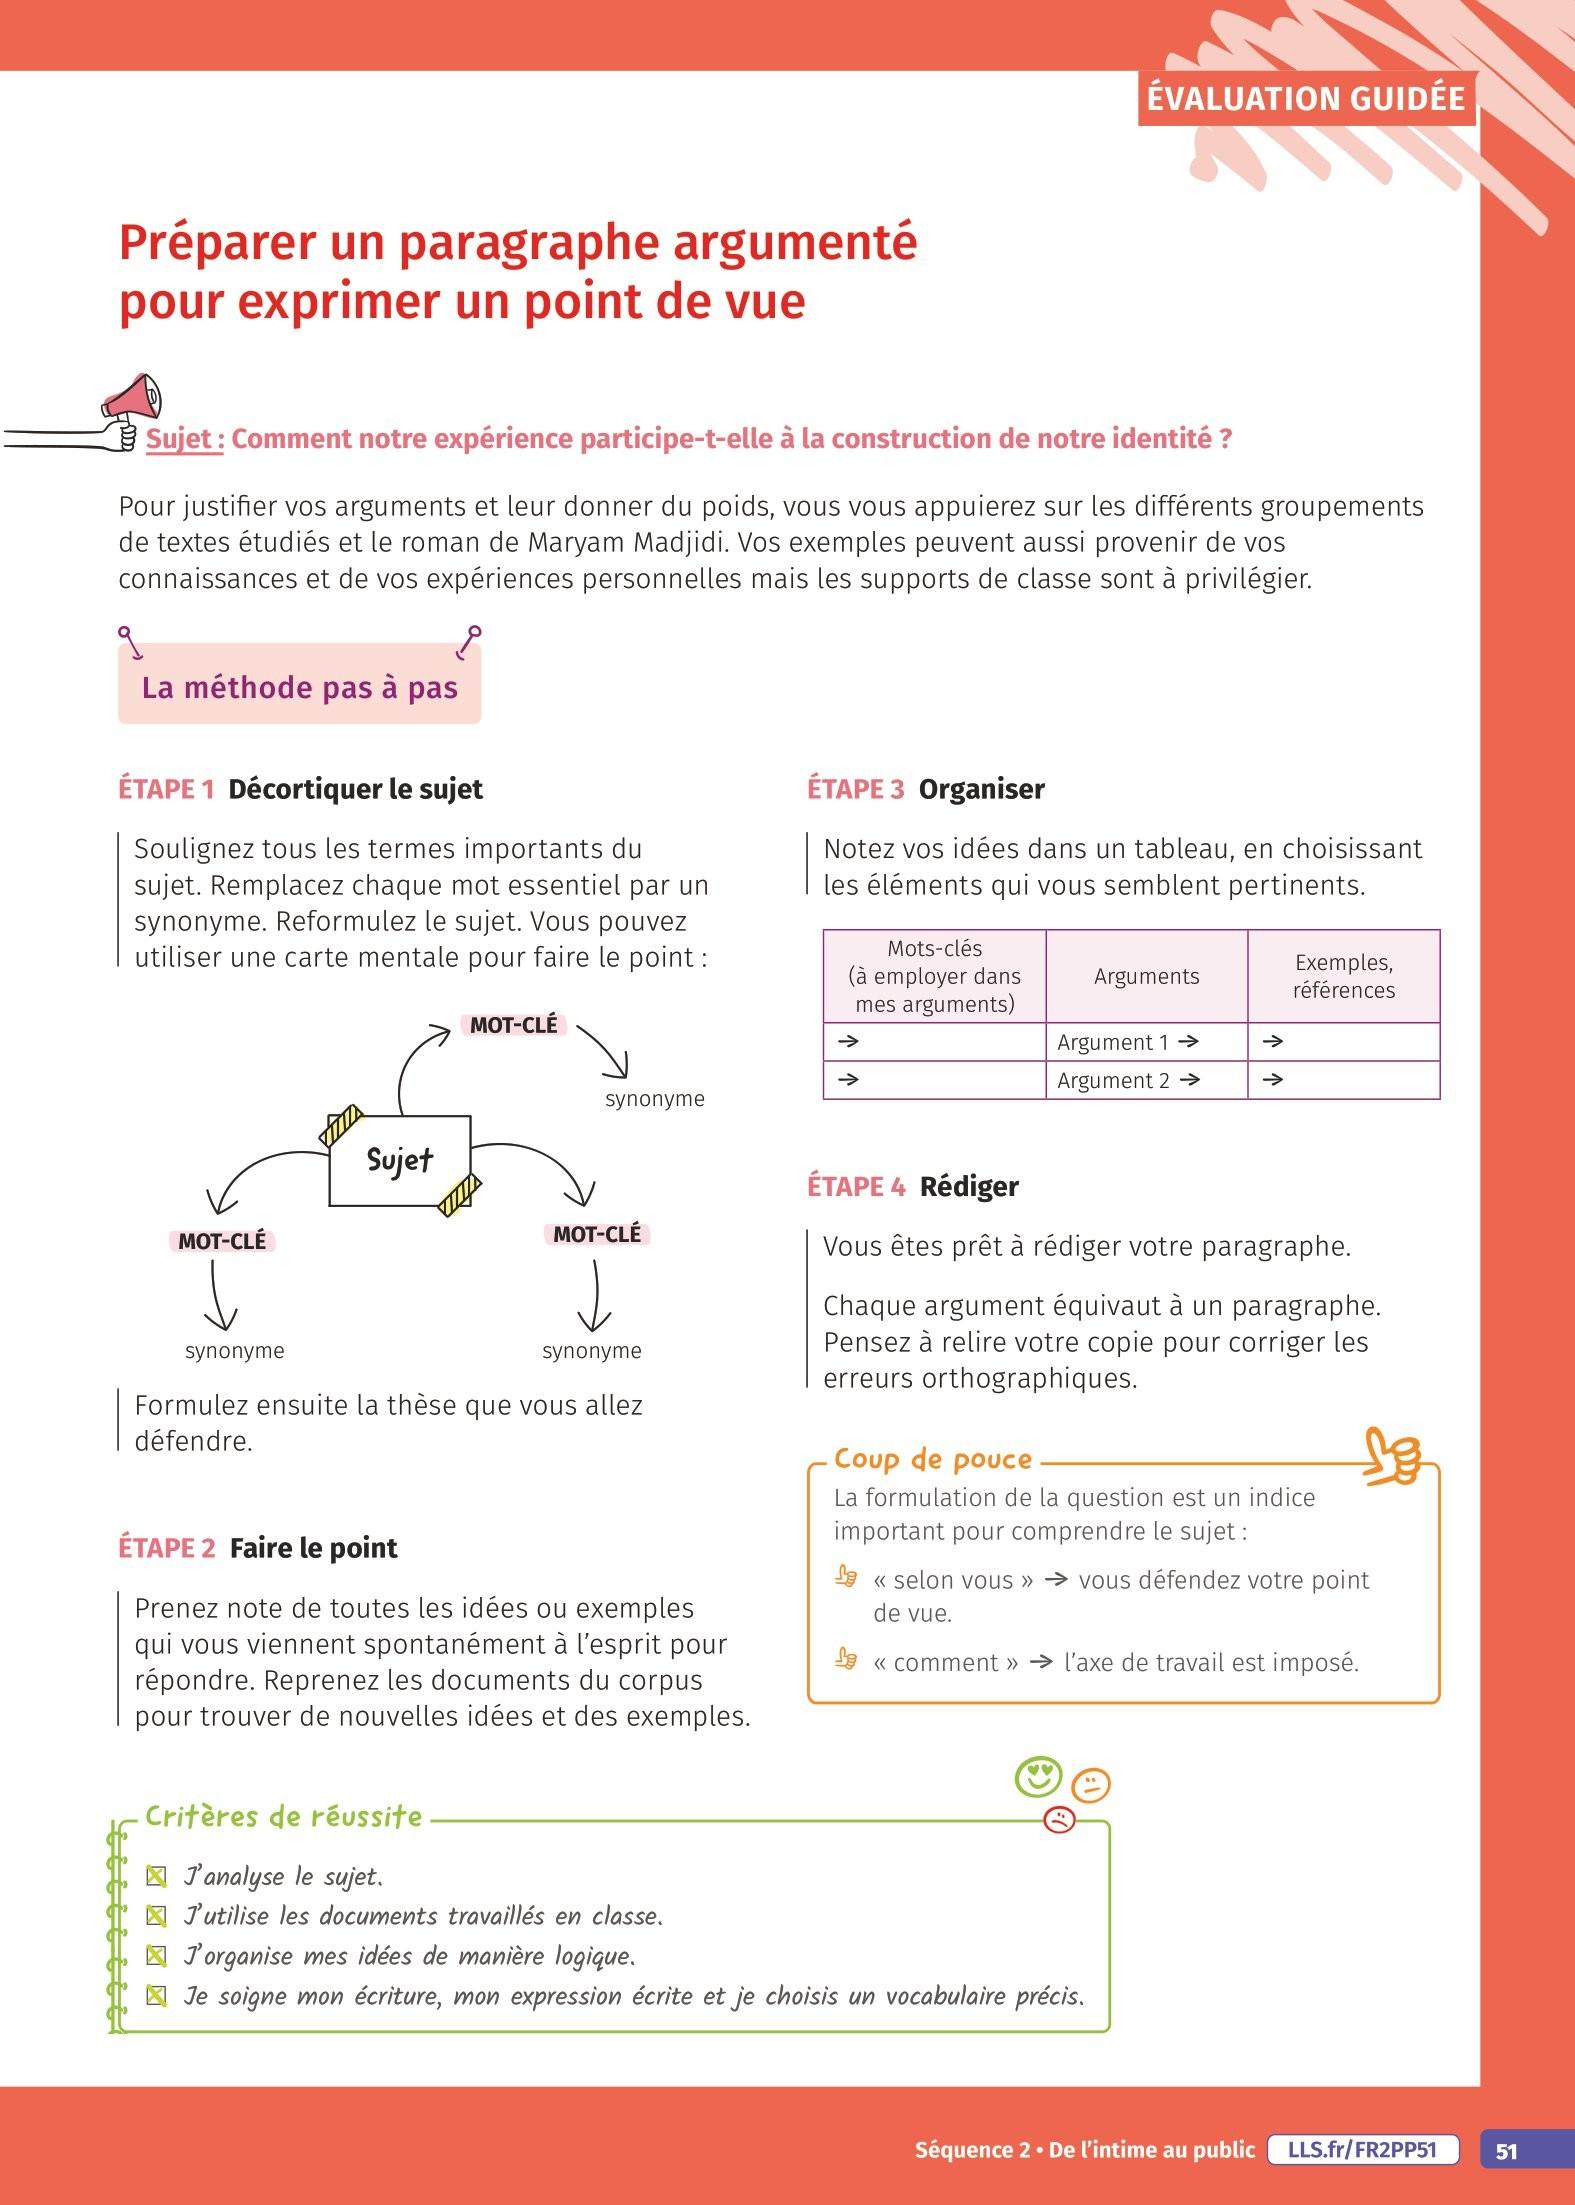 ÉVALUATION GUIDÉE
Préparer un paragraphe argumenté
pour exprimer un point de vue
Sujet : Comment notre expérience participe-t-elle à la construction de notre identité ?
Pour justifier vos arguments et leur donner du poids, vous vous appuierez sur les différents groupements
de textes étudiés et le roman de Maryam Madjidi. Vos exemples peuvent aussi provenir de vos
connaissances et de vos expériences personnelles mais les supports de classe sont à privilégier.
La méthode pas à pas
ÉTAPE 1 Décortiquer le sujet
Soulignez tous les termes importants du
sujet. Remplacez chaque mot essentiel par un
synonyme. Reformulez le sujet. Vous pouvez
utiliser une carte mentale pour faire le point :
MOT-CLÉ
synonyme
Sujet
MOT-CLÉ
MOT-CLÉ
synonyme
synonyme
Formulez ensuite la thèse que vous allez
défendre.
ÉTAPE 2 Faire le point
Prenez note de toutes les idées ou exemples
qui vous viennent spontanément à l'esprit pour
répondre. Reprenez les documents du corpus
pour trouver de nouvelles idées et des exemples.
ÉTAPE 3 Organiser
Notez vos idées dans un tableau, en choisissant
les éléments qui vous semblent pertinents.
Mots-clés
(à employer dans
mes arguments)
Arguments
Exemples,
références
→ Argument 1 → →
→ Argument 2 → →
ÉTAPE 4 Rédiger
Vous êtes prêt à rédiger votre paragraphe.
Chaque argument équivaut à un paragraphe.
Pensez à relire votre copie pour corriger les
erreurs orthographiques.
Coup de pouce
La formulation de la question est un indice
important pour comprendre le sujet :
« selon vous » → vous défendez votre point
de vue.
« comment » → l'axe de travail est imposé.
Critères de réussite
J'analyse le sujet.
J'utilise les documents travaillés en classe.
J'organise mes idées de manière logique.
Je soigne mon écriture, mon expression écrite et je choisis un vocabulaire précis.
Séquence 2 • De l'intime au public LLS.fr/FR2PP51 51